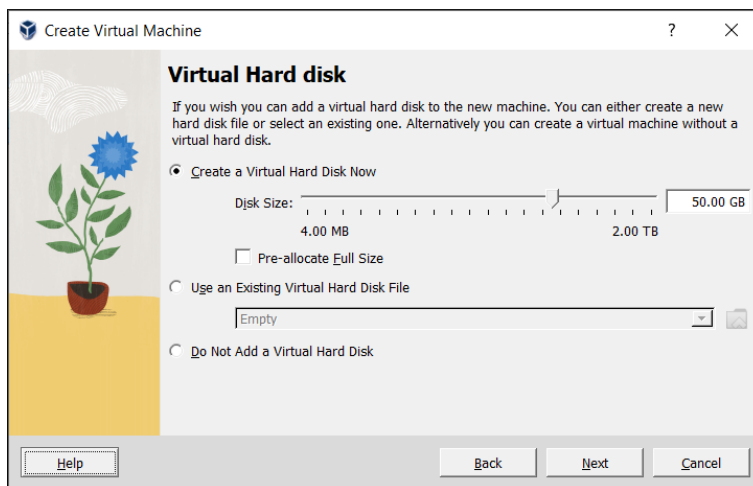 Create Virtual Machine
?
Virtual Hard disk
If you wish you can add a virtual hard disk to the new machine. You can either create a new
hard disk file or select an existing one. Alternatively you can create a virtual machine without a
virtual hard disk.
Create a Virtual Hard Disk Now
Disk Size:
50.00 GB
4.00 MB
2.00 TB
Pre-allocate Full Size
Use an Existing Virtual Hard Disk File
Empty
Do Not Add a Virtual Hard Disk
Help
Back
Next
Cancel